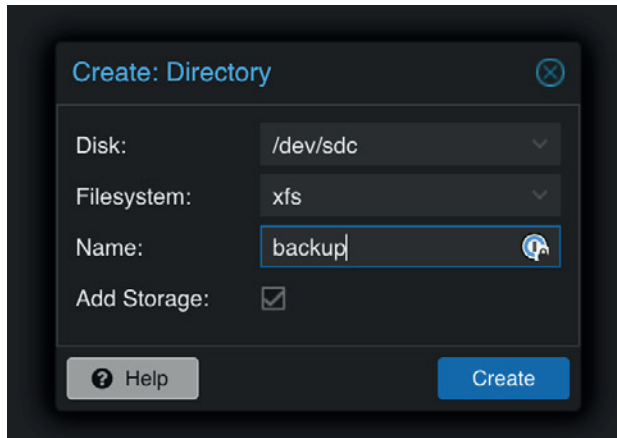 Create: Directory
Disk: /dev/sdc
Filesystem: xfs
Name: backup
Add Storage:
Help Create